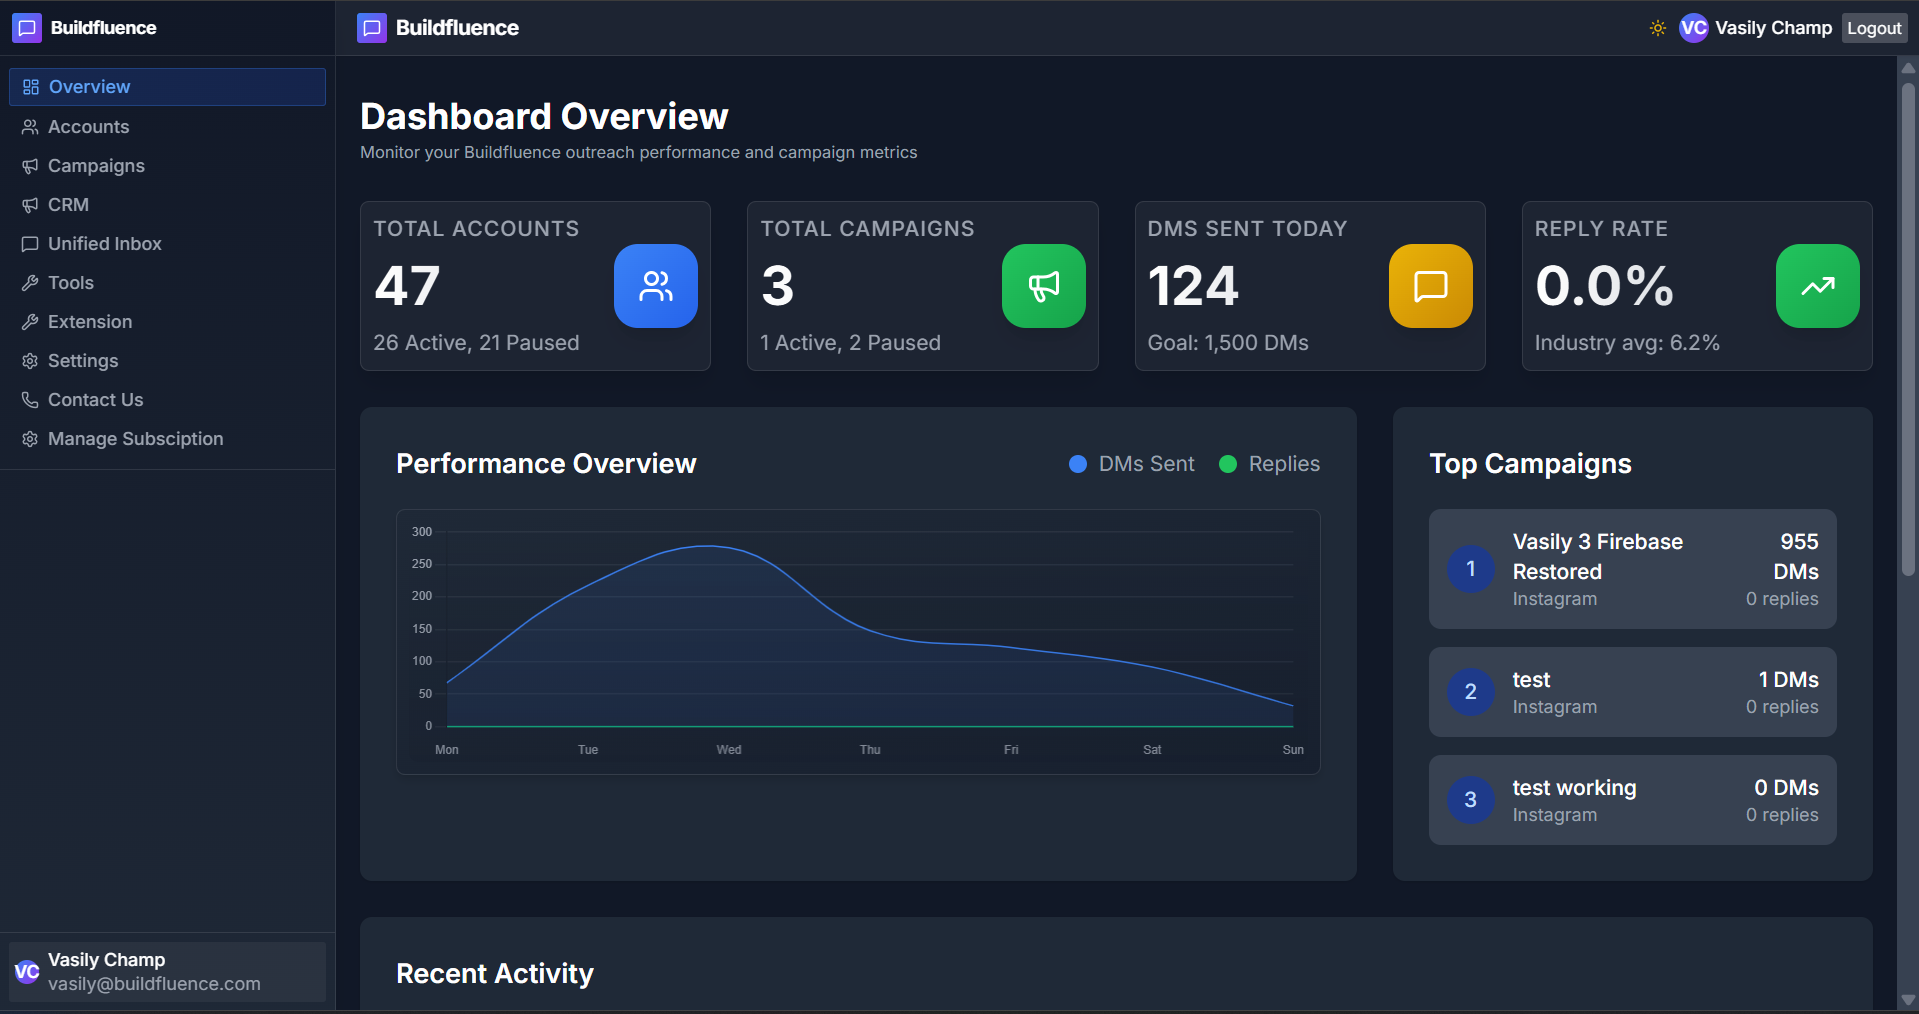 Buildfluence
Overview
Accounts
Campaigns
CRM
Unified Inbox
Tools
Extension
Settings
Contact Us
Manage Subsciption
VC
Vasily Champ
vasily@buildfluence.com
Buildfluence
VC Vasily Champ Logout
Dashboard Overview
Monitor your Buildfluence outreach performance and campaign metrics
TOTAL ACCOUNTS
47
26 Active, 21 Paused
TOTAL CAMPAIGNS
3
1 Active, 2 Paused
DMS SENT TODAY
124
Goal: 1,500 DMs
REPLY RATE
0.0%
Industry avg: 6.2%
Performance Overview
DMs Sent Replies
300
250
200
150
100
50
0
Mon Tue Wed Thu Fri Sat Sun
Top Campaigns
1
Vasily 3 Firebase
Restored
Instagram
955
DMs
0 replies
2
test
Instagram
1 DMs
0 replies
3
test working
Instagram
0 DMs
0 replies
Recent Activity